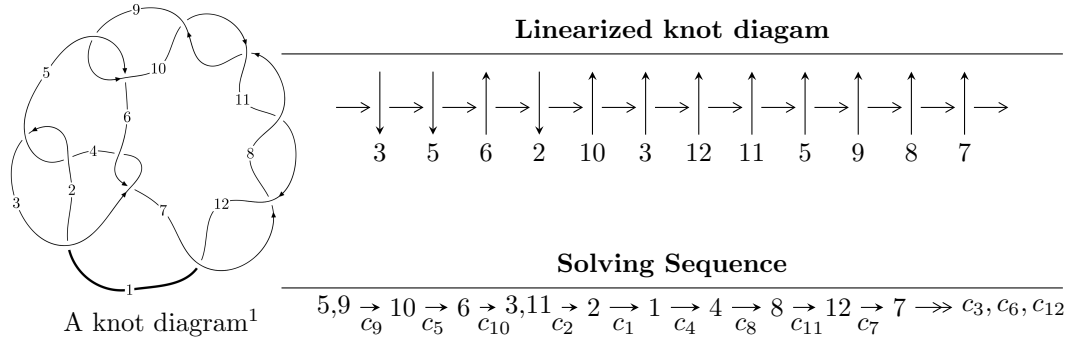 9
5
10
11
6
4
8
2
3
7
12
1
A knot diagram¹
Linearized knot diagam
3 5 6 2 10 3 12 11 5 9 8 7
Solving Sequence
5,9 → 10 → 6 → 3,11 → 2 → 1 → 4 → 8 → 12 → 7 ↠ c₃, c₆, c₁₂
c₉ c₅ c₁₀ c₂ c₁ c₄ c₈ c₁₁ c₇